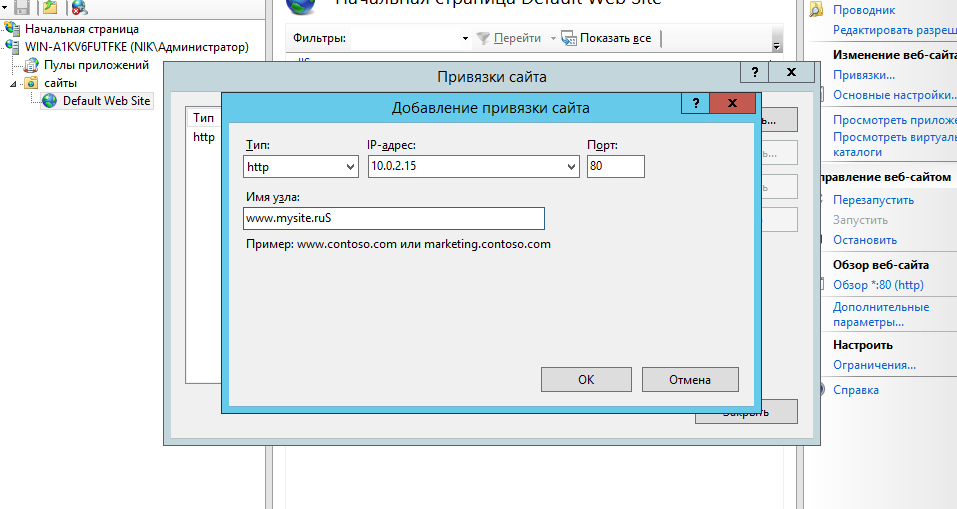 Начальная страница Default Web Site
Начальная страница
WIN-A1KV6FUTFKE (NIK\Администратор)
Пулы приложений
сайты
Default Web Site
Фильтры:
Перейти
Показать все
Привязки сайта
?
x
Тип
http
Закрыть
Добавление привязки сайта
?
x
Тип:
IP-адрес:
Порт:
http
10.0.2.15
80
Имя узла:
www.mysite.ruS
Пример: www.contoso.com или marketing.contoso.com
OK
Отмена
Проводник
Редактировать разреш
Изменение веб-сайта
Привязки...
Основные настройки...
Просмотреть приложе
Просмотреть виртуаль
каталоги
правление веб-сайтом
Перезапустить
Запустить
Остановить
Обзор веб-сайта
Обзор *:80 (http)
Дополнительные
параметры...
Настроить
Ограничения...
Справка